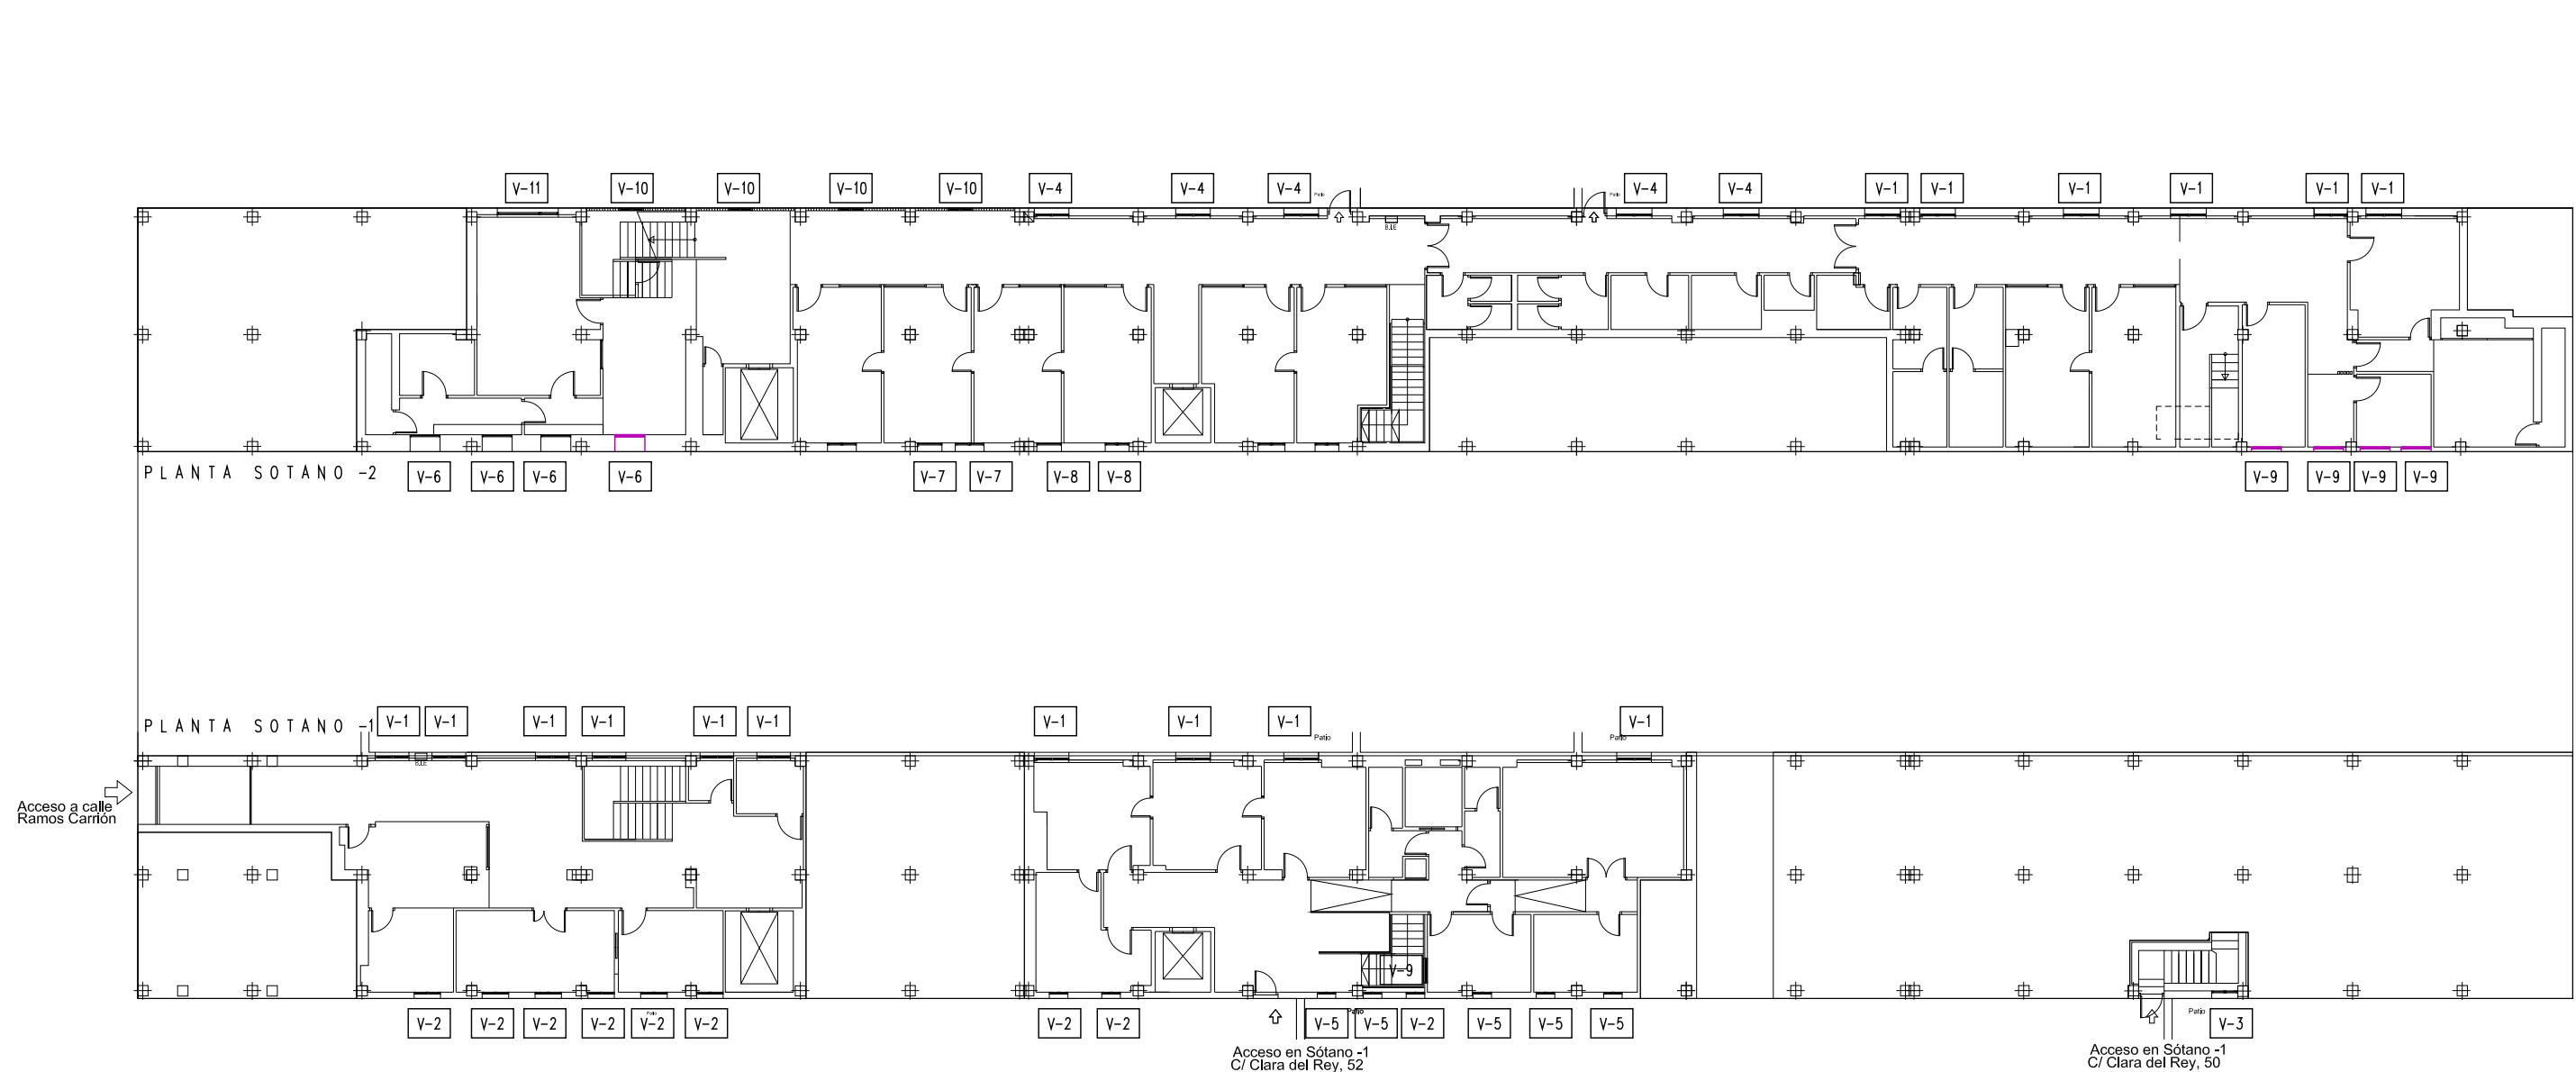 V-11 V-10 V-10 V-10 V-10 V-4 V-4 V-4 V-4 V-4 V-1 V-1 V-1 V-1 V-1 V-1
Patio Patio
PLANTA SOTANO -2
V-6 V-6 V-6 V-6 V-7 V-7 V-8 V-8 V-9 V-9 V-9 V-9
PLANTA SOTANO -1
V-1 V-1 V-1 V-1 V-1 V-1 V-1 V-1 V-1 V-1
Patio Patio
Acceso a calle
Ramos Carrión
V-9
Patio Patio Patio
V-2 V-2 V-2 V-2 V-2 V-2 V-2 V-2 V-5 V-5 V-2 V-5 V-5 V-5 V-3
Acceso en Sótano -1
C/ Clara del Rey, 52
Acceso en Sótano -1
C/ Clara del Rey, 50